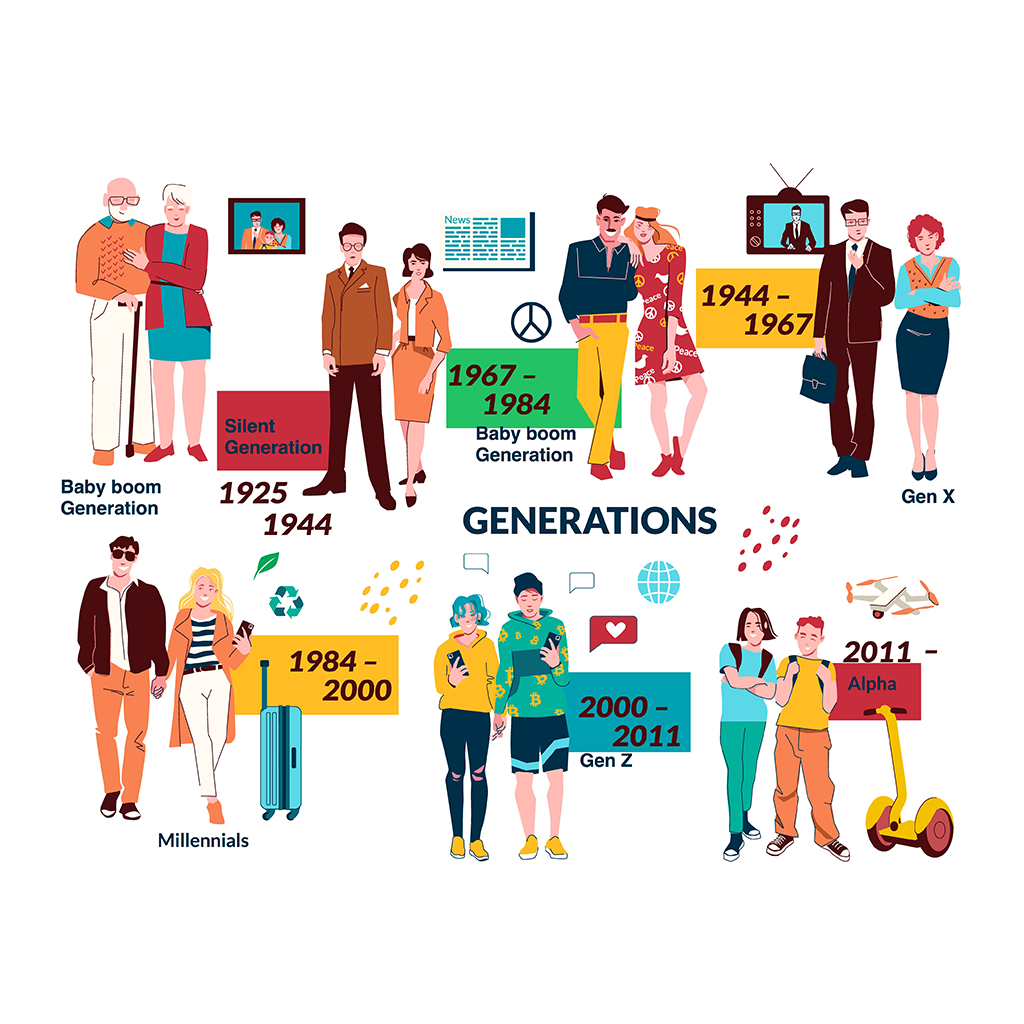 News
Peace
Peace
Peace
Peace
Peace
1944 –
1967
1967 –
1984
Silent
Generation
Baby boom
Generation
Baby boom
Generation
1925
1944
Gen X
GENERATIONS
1984 –
2000
2000 –
2011
Gen Z
2011 –
Alpha
Millennials